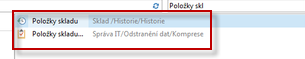 Položky skl
Položky skladu Sklad /Historie/Historie
Položky skladu... Správa IT/Odstranění dat/Komprese